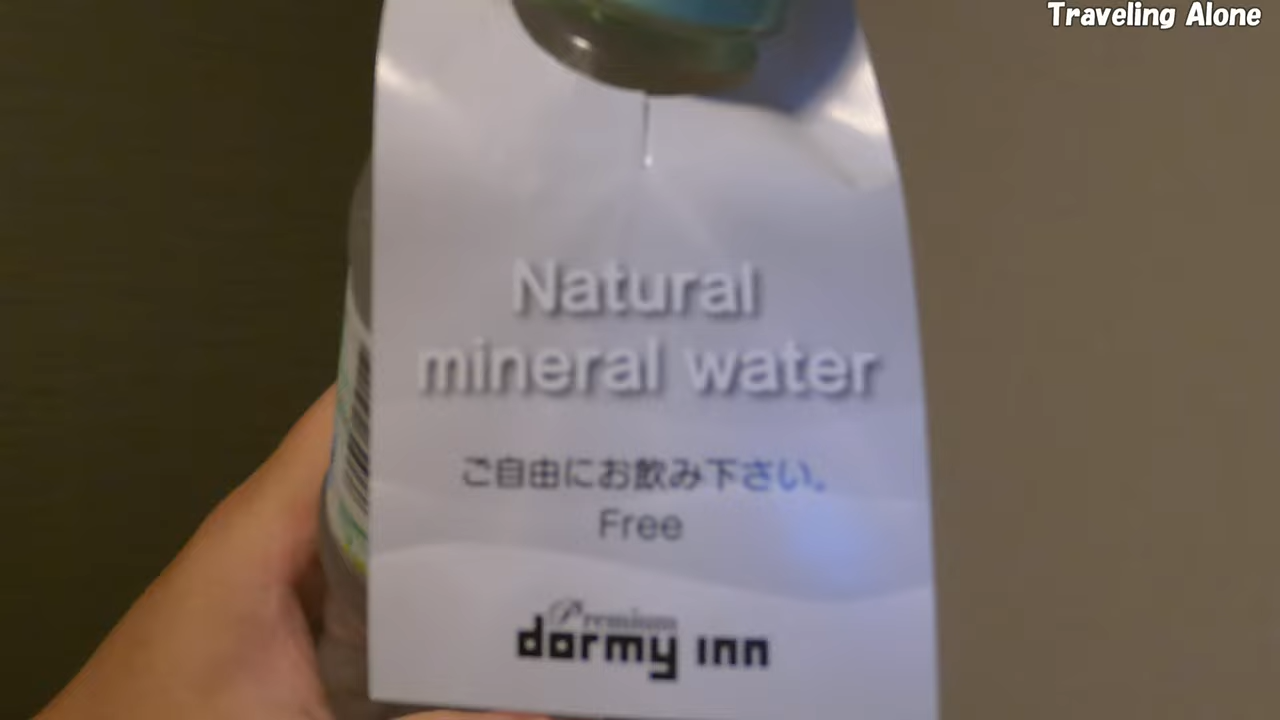 Traveling Alone
Natural
mineral water
ご自由にお飲み下さい。
Free
Premium
dormy inn